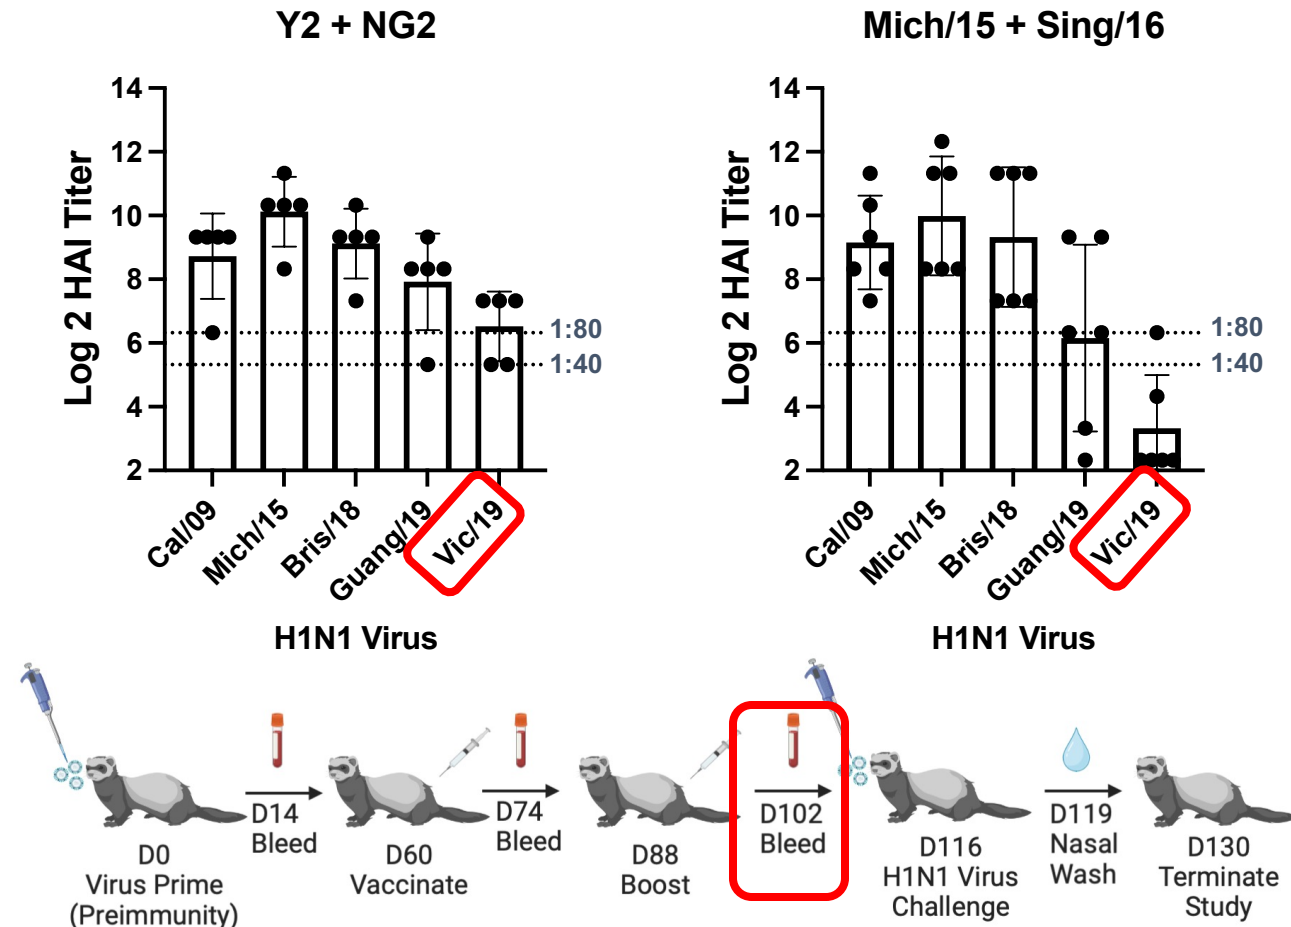 Y2 + NG2
Log 2 HAI Titer
14
12
10
8
6
4
2
1:80
1:40
Cal/09
Mich/15
Bris/18
Guang/19
Vic/19
H1N1 Virus
Mich/15 + Sing/16
Log 2 HAI Titer
14
12
10
8
6
4
2
1:80
1:40
Cal/09
Mich/15
Bris/18
Guang/19
Vic/19
H1N1 Virus
D0
Virus Prime
(Preimmunity)
D14
Bleed
D60
Vaccinate
D74
Bleed
D88
Boost
D102
Bleed
D116
H1N1 Virus
Challenge
D119
Nasal
Wash
D130
Terminate
Study